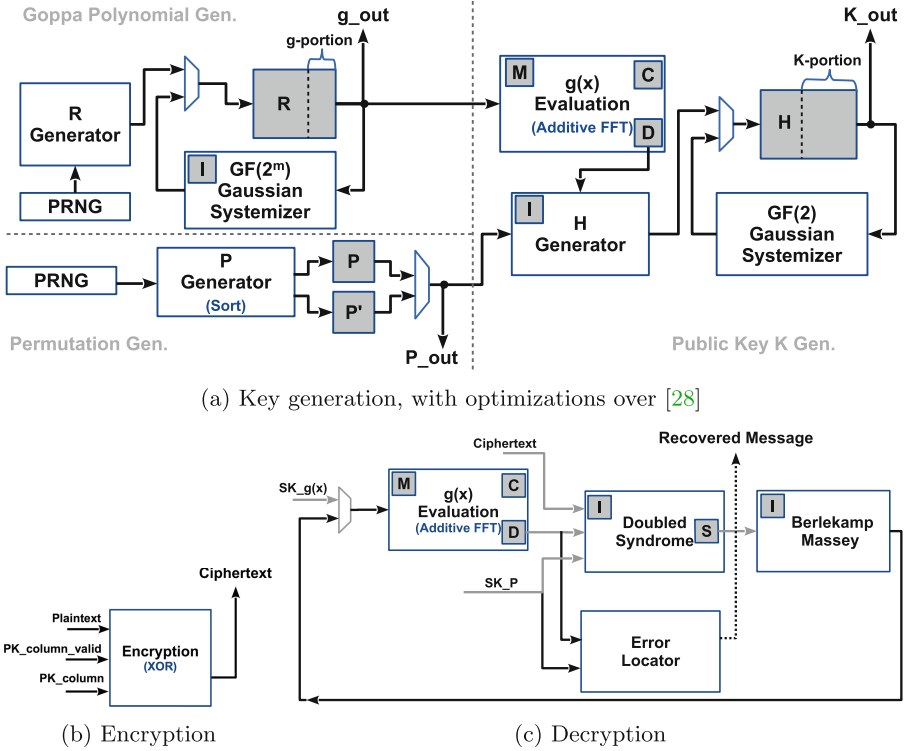 Goppa Polynomial Gen.
g_out
K_out
g-portion
K-portion
R
Generator
PRNG
R
I
GF(2ᵐ)
Gaussian
Systemizer
M
C
g(x)
Evaluation
(Additive FFT)
D
I
H
Generator
H
GF(2)
Gaussian
Systemizer
PRNG
P
Generator
(Sort)
P
P'
P_out
Permutation Gen.
Public Key K Gen.
(a) Key generation, with optimizations over [28]
Plaintext
PK_column_valid
PK_column
Encryption
(XOR)
Ciphertext
(b) Encryption
SK_g(x)
M
C
g(x)
Evaluation
(Additive FFT)
D
Ciphertext
SK_P
I
Doubled
Syndrome
S
Recovered Message
I
Berlekamp
Massey
Error
Locator
(c) Decryption